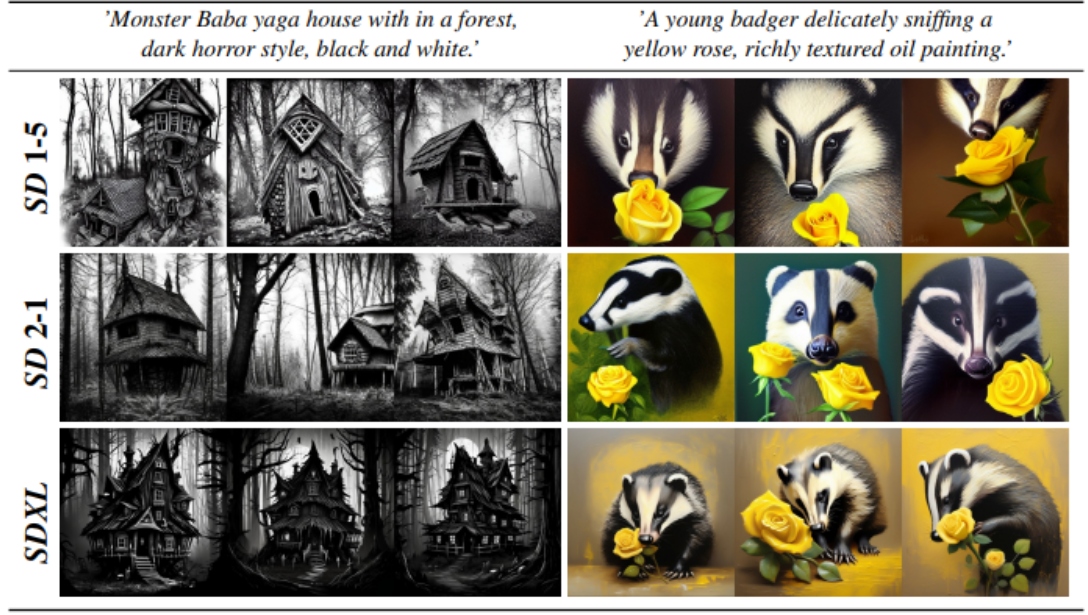 ’Monster Baba yaga house with in a forest,
dark horror style, black and white.’
’A young badger delicately sniffing a
yellow rose, richly textured oil painting.’
SD 1-5
SD 2-1
SDXL